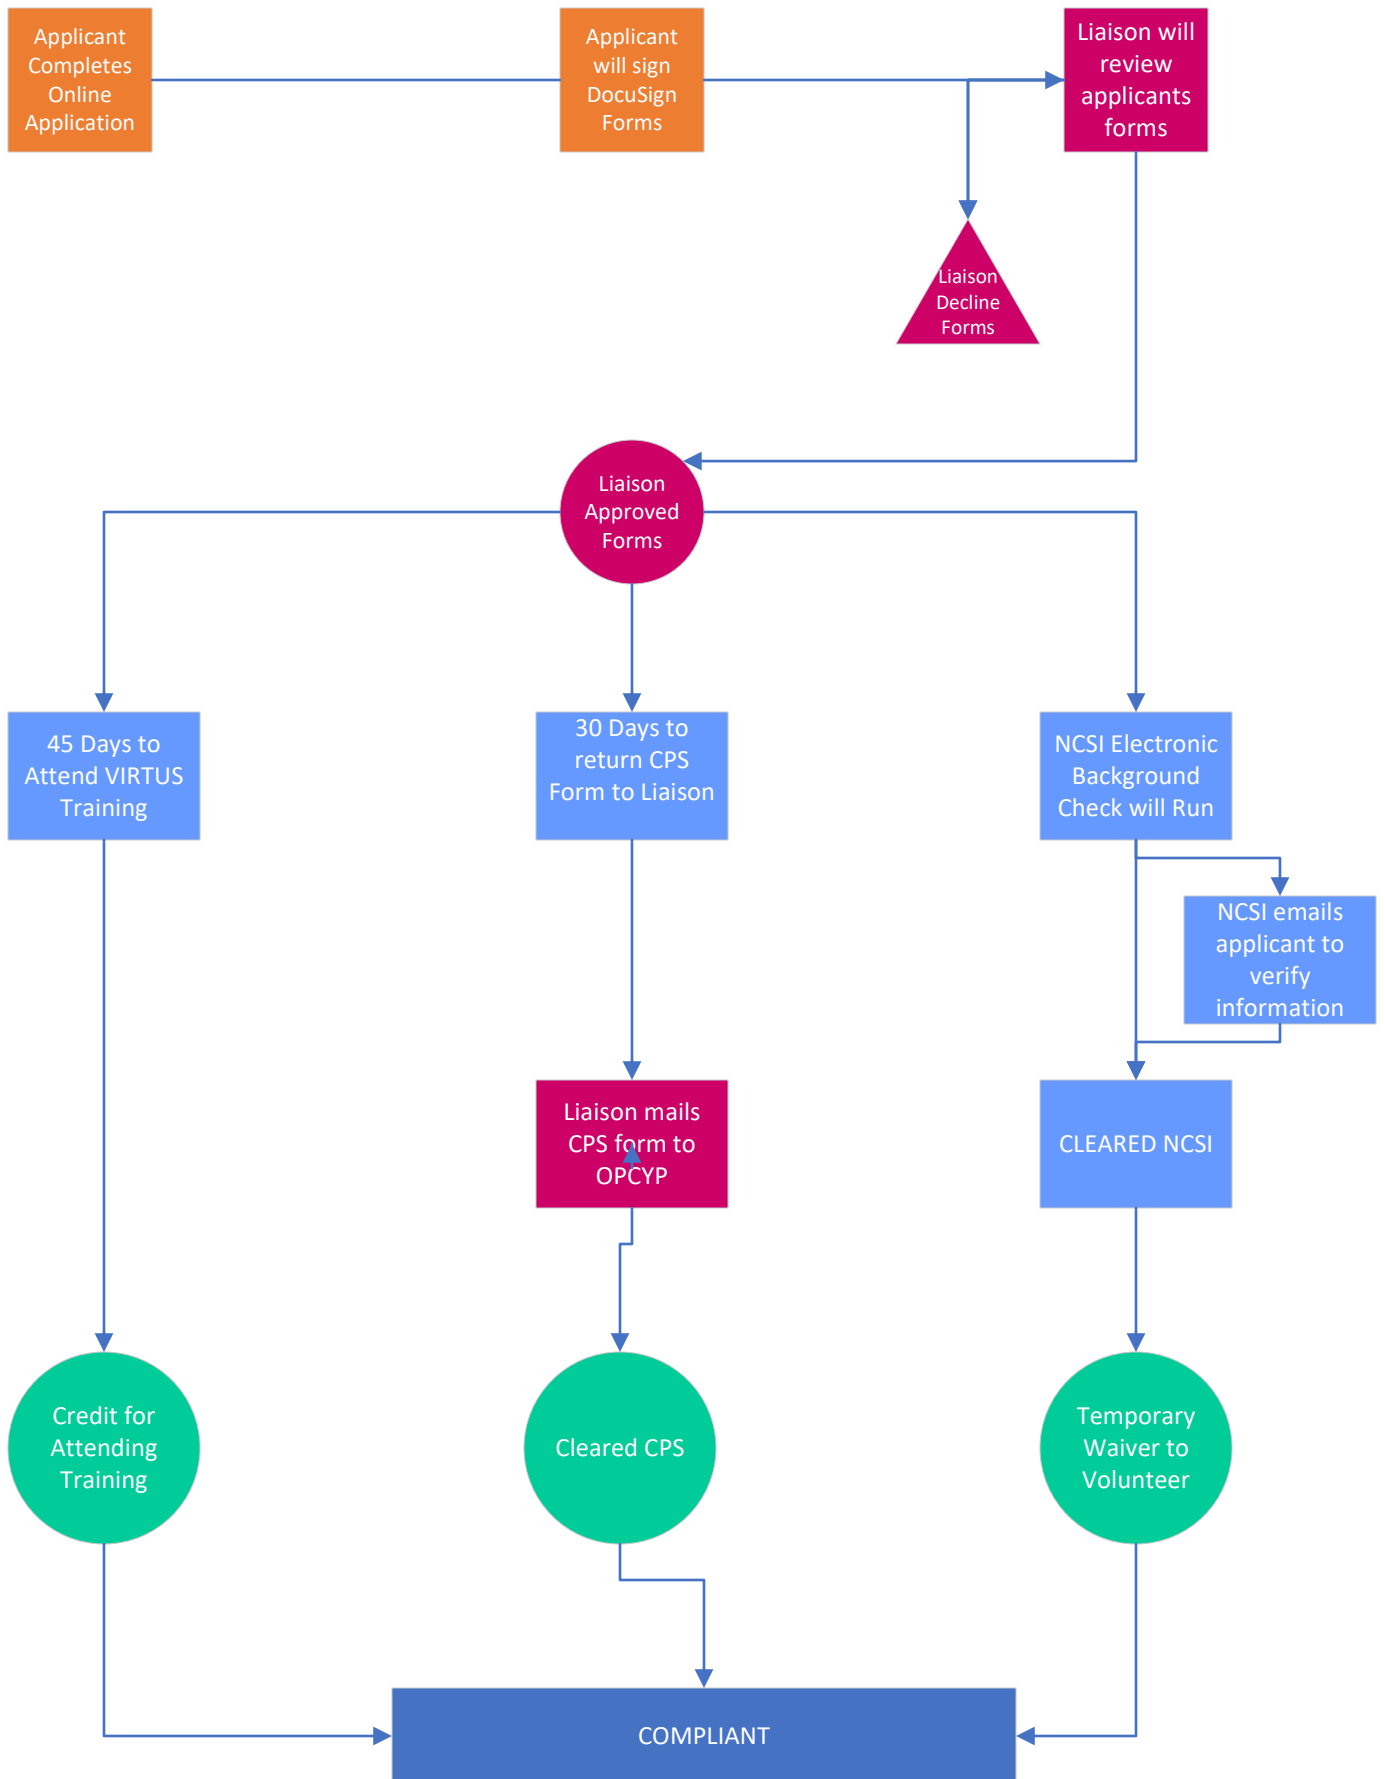 Applicant
Completes
Online
Application
Applicant
will sign
DocuSign
Forms
Liaison will
review
applicants
forms
Liaison
Decline
Forms
Liaison
Approved
Forms
45 Days to
Attend VIRTUS
Training
30 Days to
return CPS
Form to Liaison
NCSI Electronic
Background
Check will Run
NCSI emails
applicant to
verify
information
Liaison mails
CPS form to
OPCYP
CLEARED NCSI
Credit for
Attending
Training
Cleared CPS
Temporary
Waiver to
Volunteer
COMPLIANT